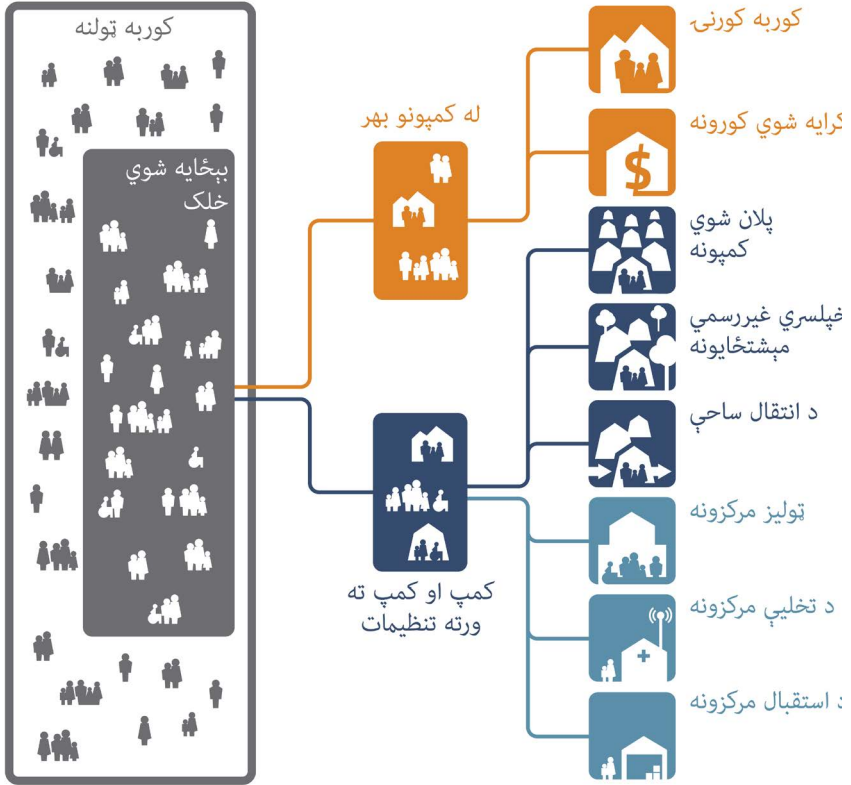 کوربه ټولنه
بېځایه شوي
خلک
له کمپونو بهر
کمپ او کمپ ته
ورته تنظیمات
کوربه کورنۍ
کرایه شوي کورونه
پلان شوي
کمپونه
خپلسري غیررسمي
مېشتځایونه
د انتقال ساحې
ټولیز مرکزونه
د تخلیې مرکزونه
د استقبال مرکزونه
$